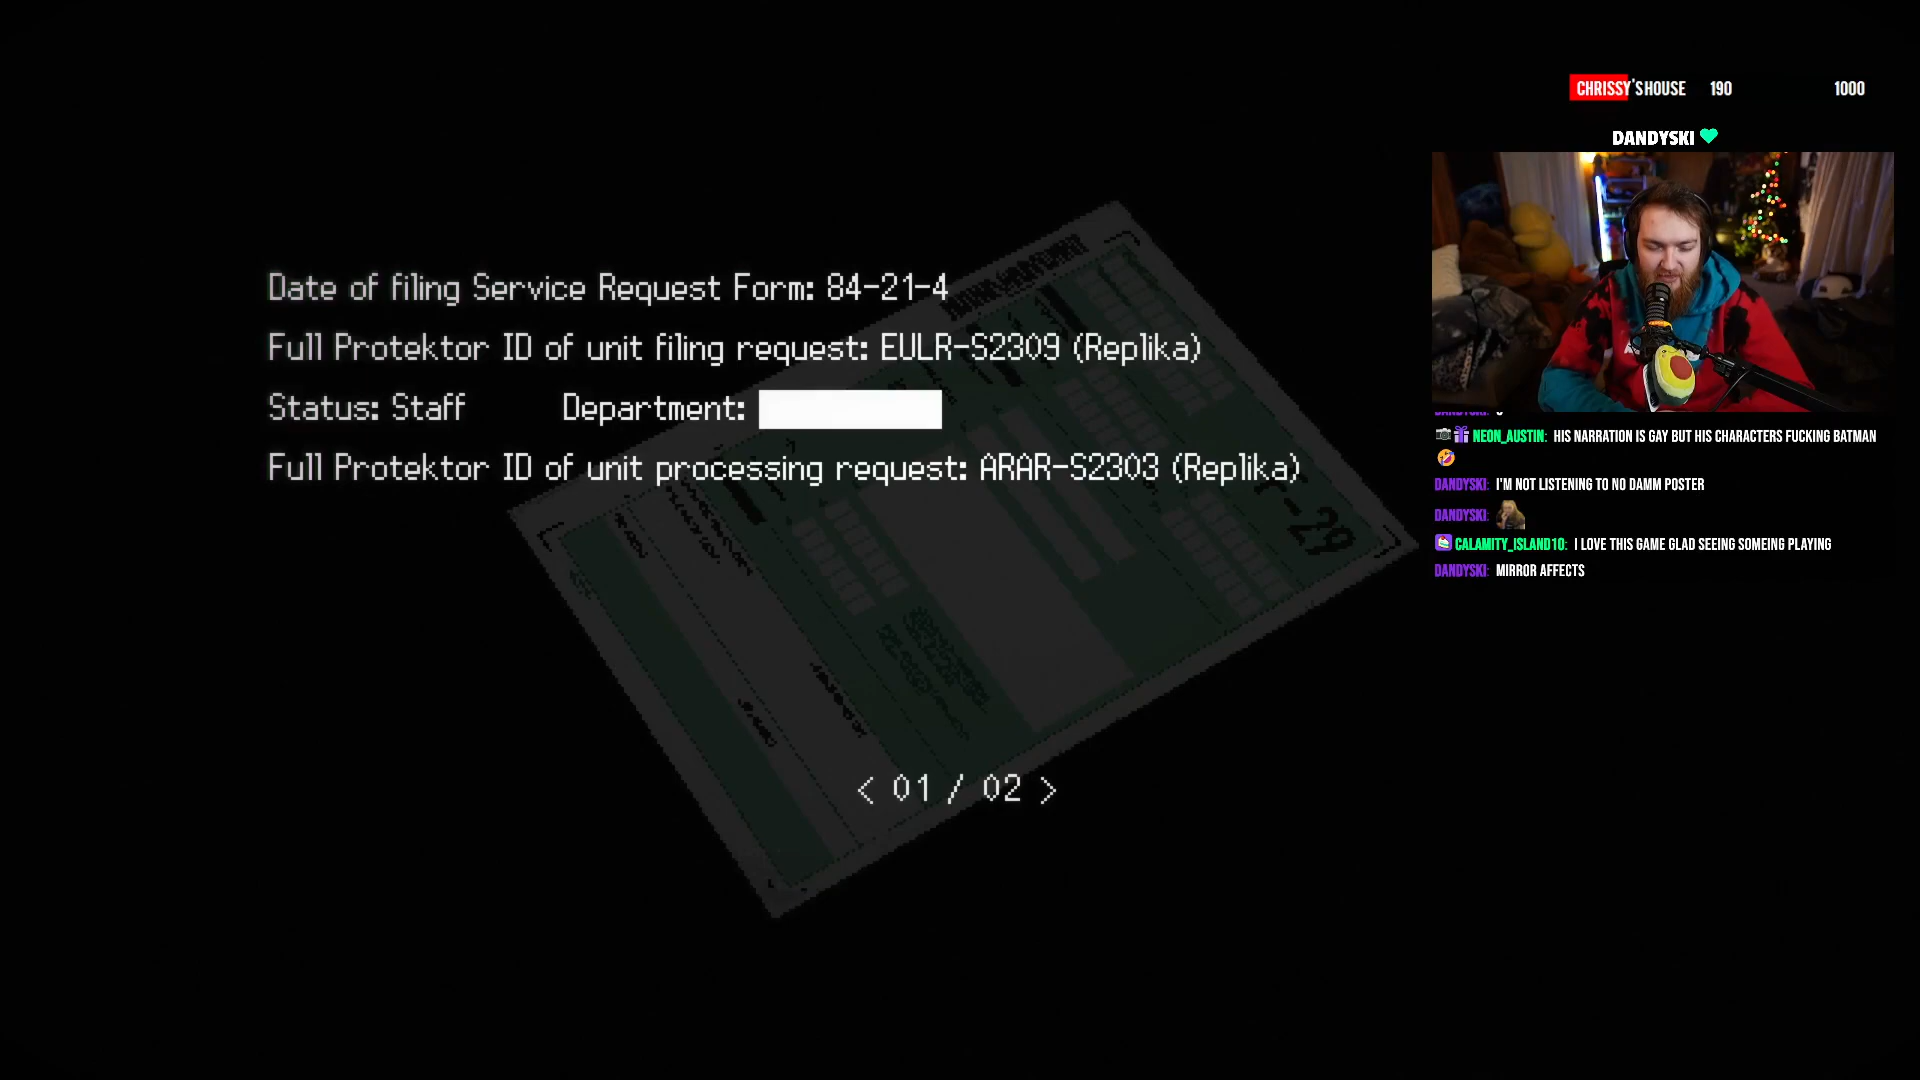 CHRISSY'S HOUSE 190 1000
DANDYSKI
Date of filing Service Request Form: 84-21-4
Full Protektor ID of unit filing request: EULR-S2309 (Replika)
Status: Staff Department:
Full Protektor ID of unit processing request: ARAR-S2303 (Replika)
< 01 / 02 >
NEON_AUSTIN: HIS NARRATION IS GAY BUT HIS CHARACTERS FUCKING BATMAN
DANDYSKI: I'M NOT LISTENING TO NO DAMM POSTER
DANDYSKI:
CALAMITY_ISLAND10: I LOVE THIS GAME GLAD SEEING SOMEING PLAYING
DANDYSKI: MIRROR AFFECTS